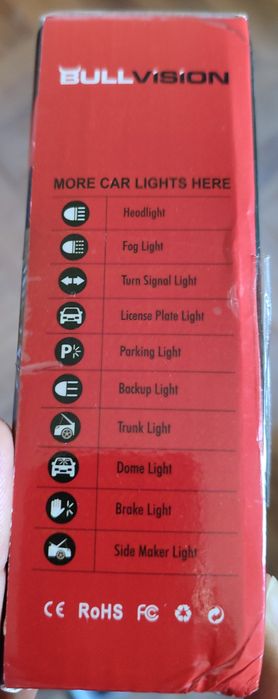 BULLVISION
MORE CAR LIGHTS HERE
Headlight
Fog Light
Turn Signal Light
License Plate Light
P Parking Light
Backup Light
Trunk Light
Dome Light
Brake Light
Side Maker Light
CE RoHS FC